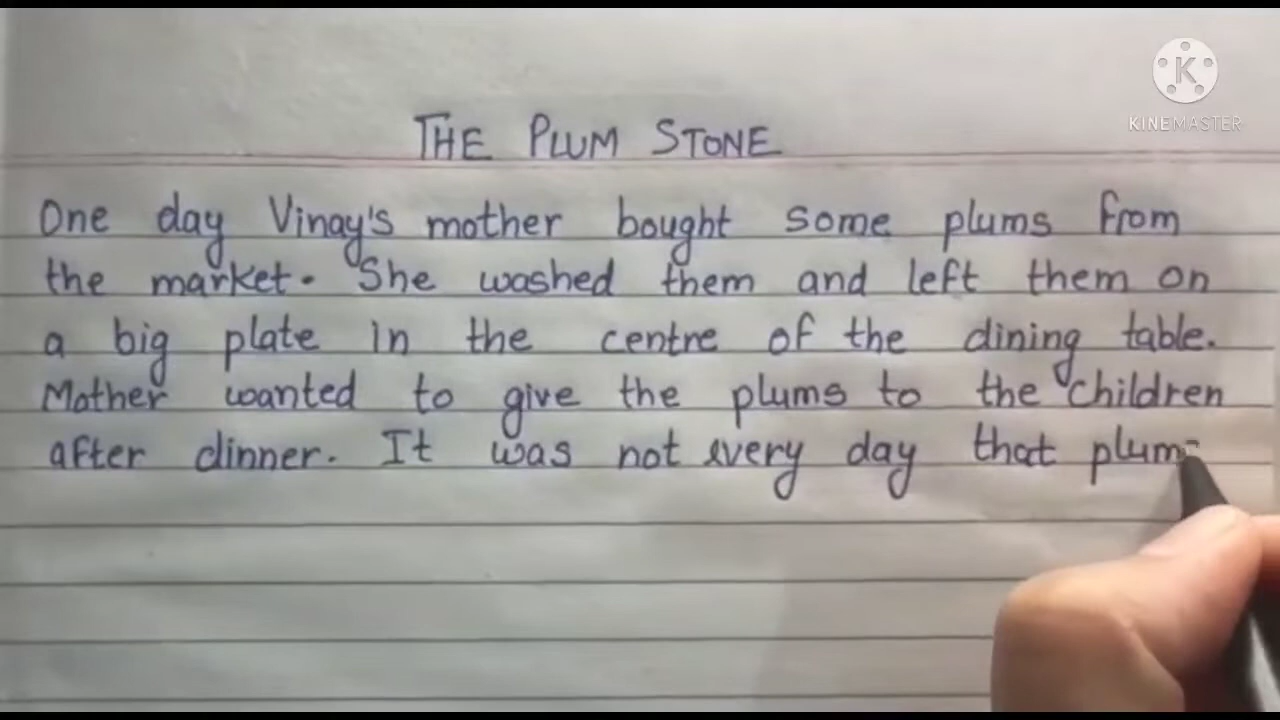 KINEMASTER
THE PLUM STONE
One day Vinay's mother bought some plums from
the market. She washed them and left them on
a big plate in the centre of the dining table.
Mother wanted to give the plums to the children
after dinner. It was not every day that plums